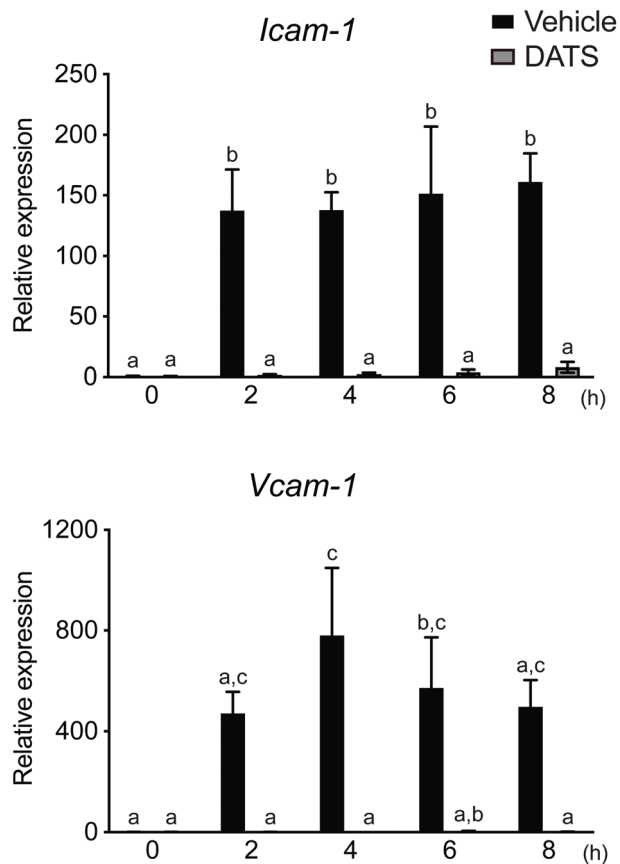 Icam-1
Vehicle
DATS
Relative expression
250
200
150
100
50
0
a a b a b a b a b a
0 2 4 6 8 (h)
Vcam-1
Relative expression
1200
800
400
0
a a a,c a c a b,c a,b a,c a
0 2 4 6 8 (h)